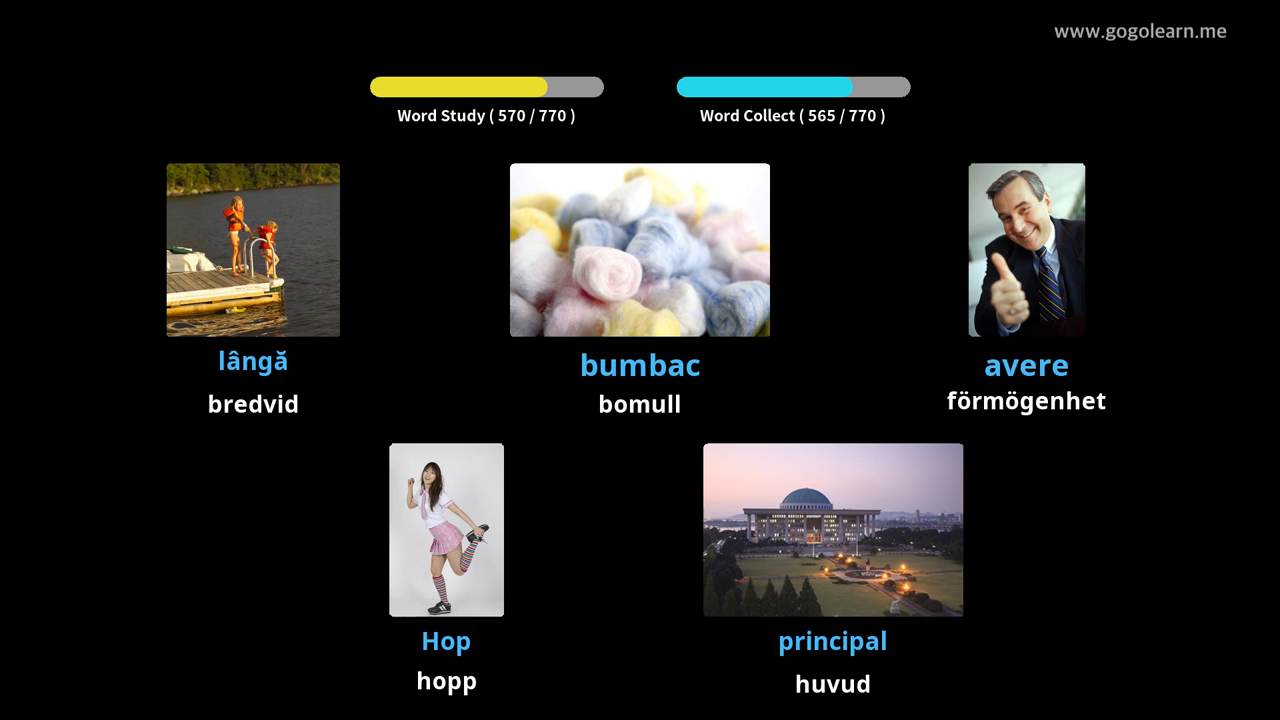 www.gogolearn.me
Word Study ( 570 / 770 )
Word Collect ( 565 / 770 )
lângă
bredvid
bumbac
bomull
avere
förmögenhet
Hop
hopp
principal
huvud